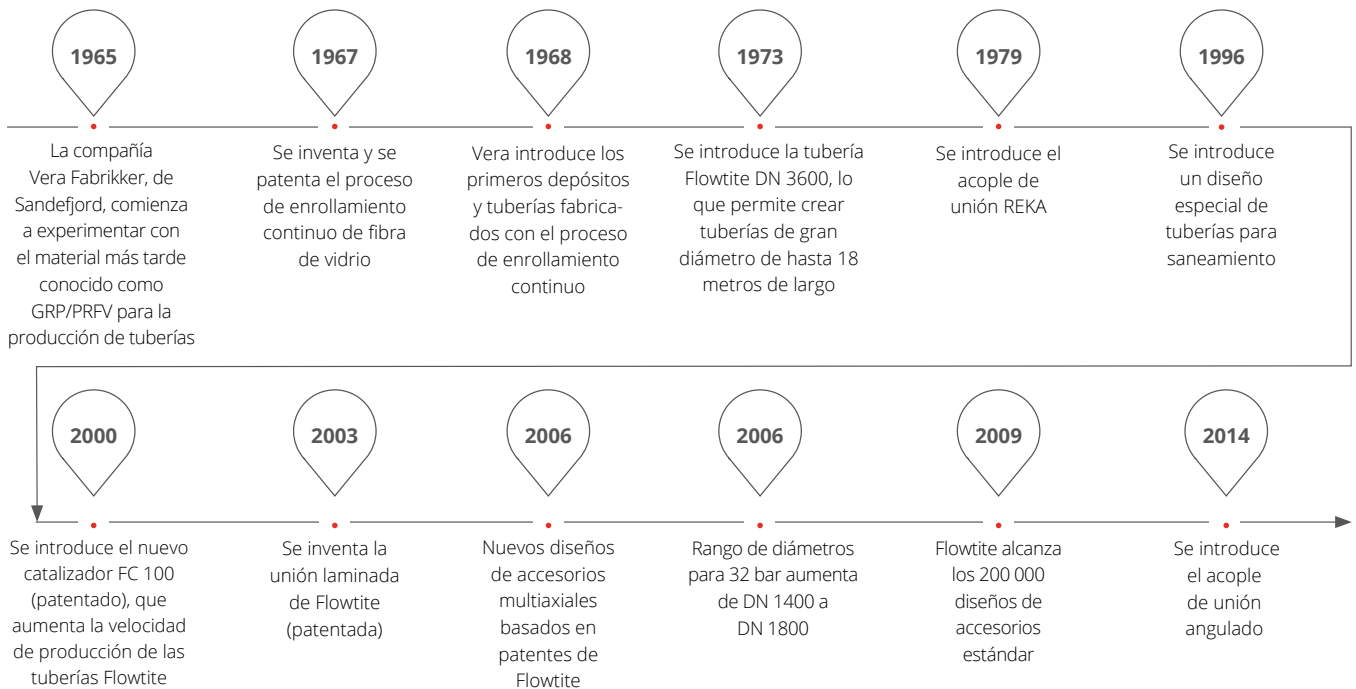 1965
La compañía
Vera Fabrikker, de
Sandefjord, comienza
a experimentar con
el material más tarde
conocido como
GRP/PRFV para la
producción de tuberías
1967
Se inventa y se
patenta el proceso
de enrollamiento
continuo de fibra
de vidrio
1968
Vera introduce los
primeros depósitos
y tuberías fabrica-
dos con el proceso
de enrollamiento
continuo
1973
Se introduce la tubería
Flowtite DN 3600, lo
que permite crear
tuberías de gran
diámetro de hasta 18
metros de largo
1979
Se introduce el
acople de
unión REKA
1996
Se introduce
un diseño
especial de
tuberías para
saneamiento
2000
Se introduce el nuevo
catalizador FC 100
(patentado), que
aumenta la velocidad
de producción de las
tuberías Flowtite
2003
Se inventa la
unión laminada
de Flowtite
(patentada)
2006
Nuevos diseños
de accesorios
multiaxiales
basados en
patentes de
Flowtite
2006
Rango de diámetros
para 32 bar aumenta
de DN 1400 a
DN 1800
2009
Flowtite alcanza
los 200 000
diseños de
accesorios
estándar
2014
Se introduce
el acople
de unión
angulado